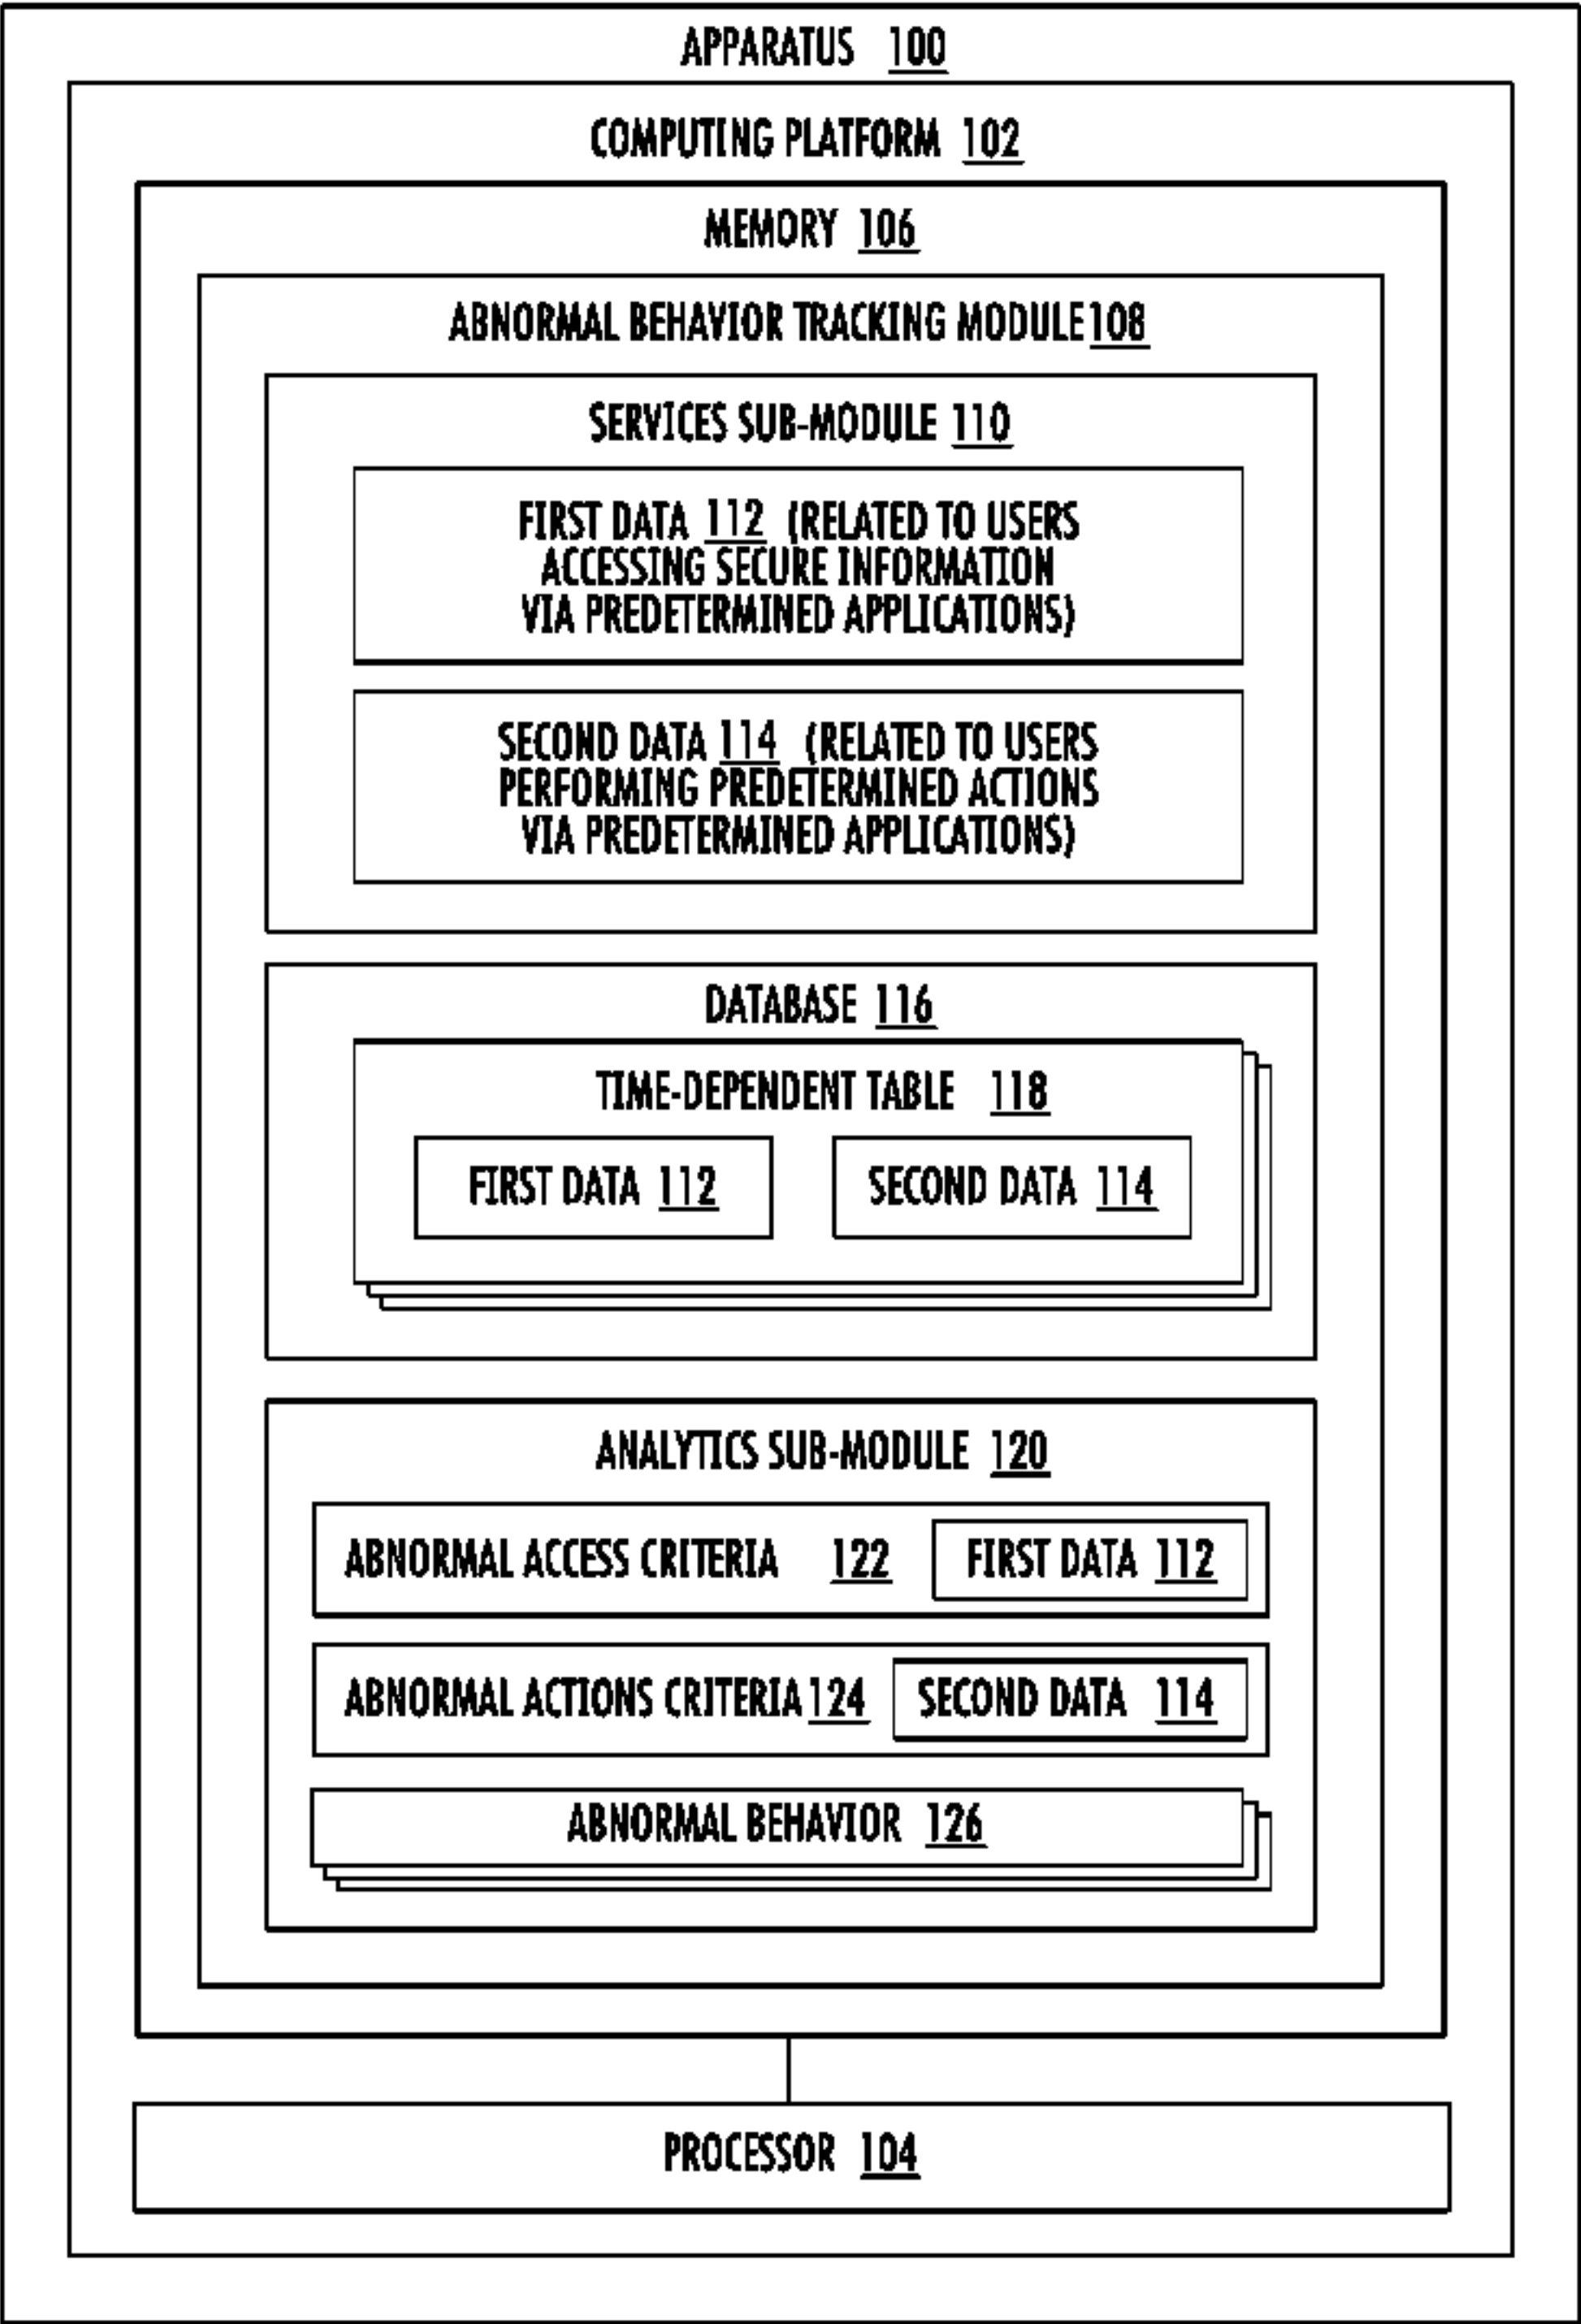 APPARATUS 100
COMPUTING PLATFORM 102
MEMORY 106
ABNORMAL BEHAVIOR TRACKING MODULE 108
SERVICES SUB-MODULE 110
FIRST DATA 112 (RELATED TO USERS
ACCESSING SECURE INFORMATION
VIA PREDETERMINED APPLICATIONS)
SECOND DATA 114 (RELATED TO USERS
PERFORMING PREDETERMINED ACTIONS
VIA PREDETERMINED APPLICATIONS)
DATABASE 116
TIME-DEPENDENT TABLE 118
FIRST DATA 112
SECOND DATA 114
ANALYTICS SUB-MODULE 120
ABNORMAL ACCESS CRITERIA 122
FIRST DATA 112
ABNORMAL ACTIONS CRITERIA 124
SECOND DATA 114
ABNORMAL BEHAVIOR 126
PROCESSOR 104